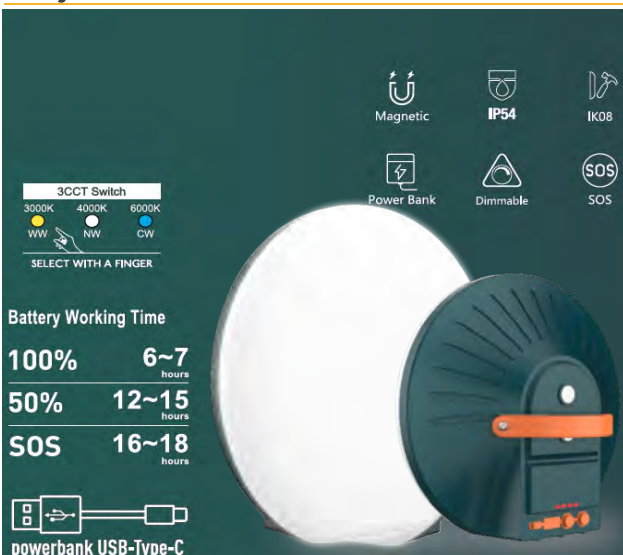 Magnetic
IP54
IK08
Power Bank
Dimmable
SOS
SOS
3CCT Switch
3000K 4000K 6000K
WW NW CW
SELECT WITH A FINGER
Battery Working Time
100% 6~7
hours
50% 12~15
hours
SOS 16~18
hours
powerbank USB-Type-C